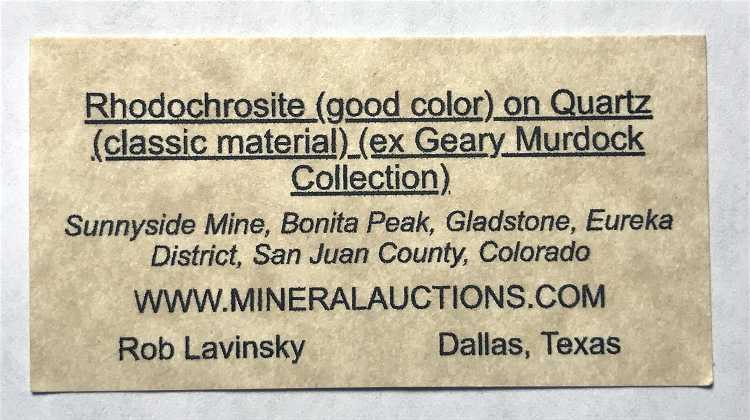 Rhodochrosite (good color) on Quartz
(classic material) (ex Geary Murdock
Collection)
Sunnyside Mine, Bonita Peak, Gladstone, Eureka
District, San Juan County, Colorado
WWW.MINERALAUCTIONS.COM
Rob Lavinsky Dallas, Texas